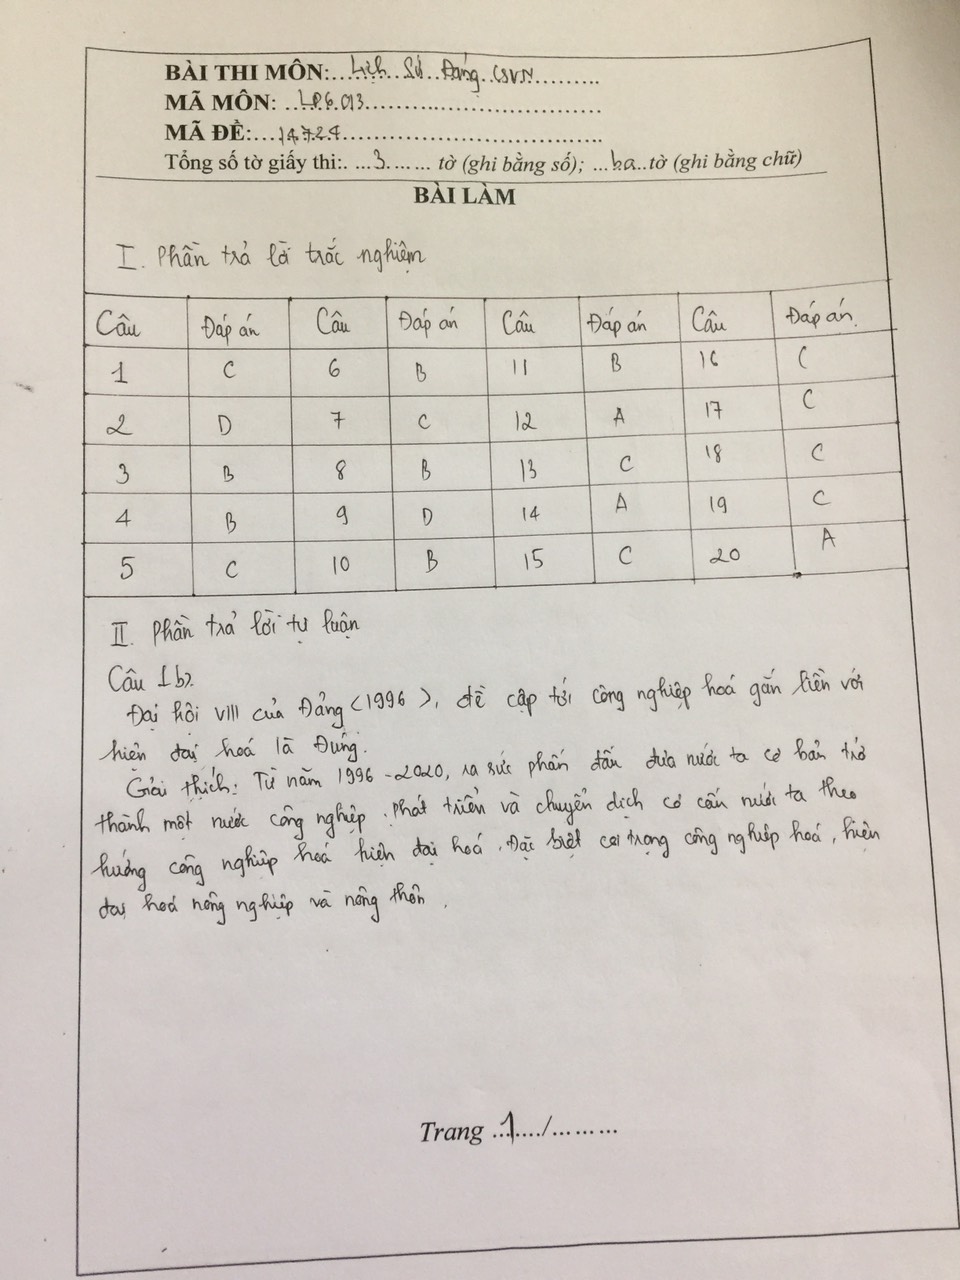 BÀI THI MÔN:...Lịch Sử Đảng CSVN.........
MÃ MÔN: ...LP6.013..............................
MÃ ĐỀ:...14724.......................................
Tổng số tờ giấy thi:. ...3....... tờ (ghi bằng số); ...ba..tờ (ghi bằng chữ)
BÀI LÀM
I. Phần trả lời trắc nghiệm
Câu Đáp án Câu Đáp án Câu Đáp án Câu Đáp án.
1 C 6 B 11 B 16 C
2 D 7 C 12 A 17 C
3 B 8 B 13 C 18 C
4 B 9 D 14 A 19 C
5 C 10 B 15 C 20 A
II. Phần trả lời tự luận
Câu 1b>.
Đại hội VIII của Đảng <1996>, đề cập tới công nghiệp hoá gắn liền với
hiện đại hoá là Đúng.
Giải thích: Từ năm 1996-2020, ra sức phấn đấu đưa nước ta cơ bản trở
thành một nước công nghiệp. Phát triển và chuyển dịch cơ cấu nước ta theo
hướng công nghiệp hoá hiện đại hoá. Đặc biệt coi trọng công nghiệp hoá, hiện
đại hoá nông nghiệp và nông thôn.
Trang ...1..../.........